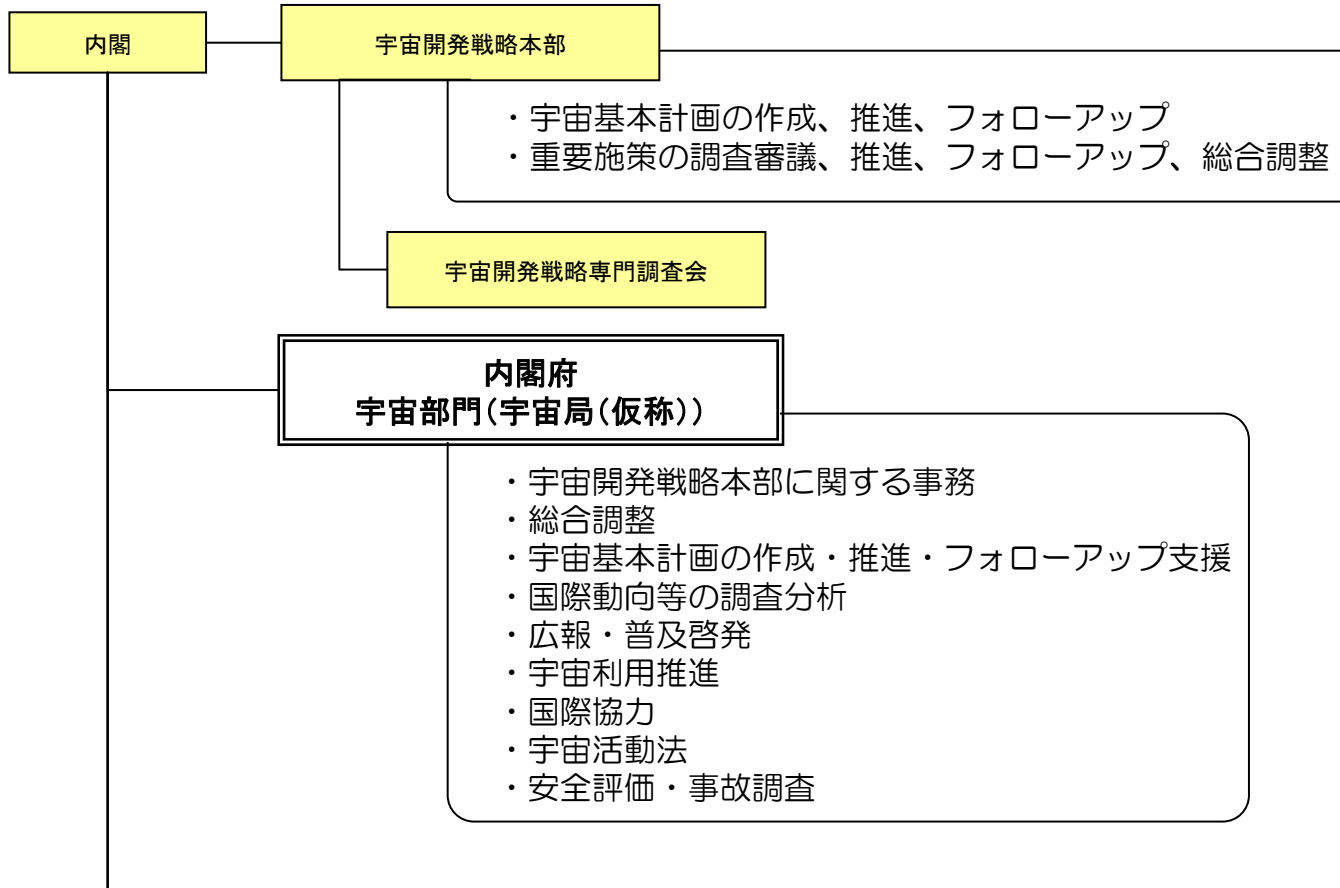 内閣
宇宙開発戦略本部
・宇宙基本計画の作成、推進、フォローアップ
・重要施策の調査審議、推進、フォローアップ、総合調整
宇宙開発戦略専門調査会
内閣府
宇宙部門（宇宙局（仮称））
・宇宙開発戦略本部に関する事務
・総合調整
・宇宙基本計画の作成・推進・フォローアップ支援
・国際動向等の調査分析
・広報・普及啓発
・宇宙利用推進
・国際協力
・宇宙活動法
・安全評価・事故調査